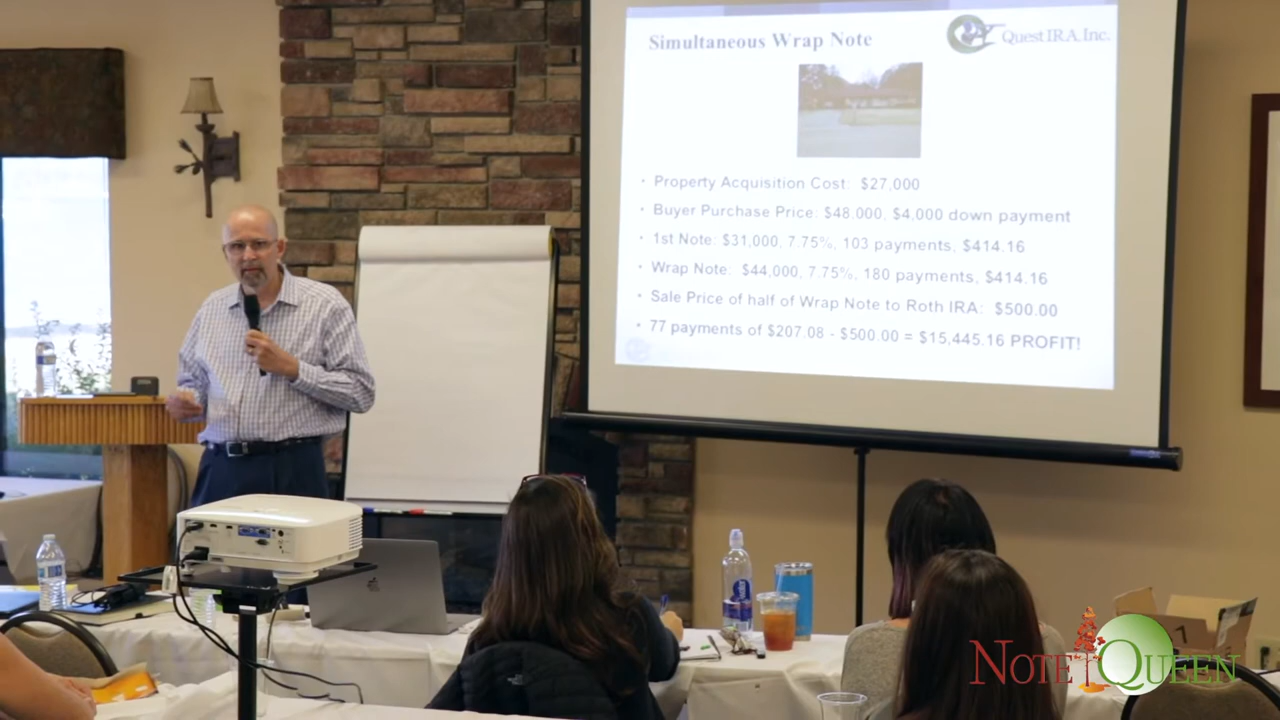 Simultaneous Wrap Note
Quest IRA, Inc.
• Property Acquisition Cost: $27,000
• Buyer Purchase Price: $48,000, $4,000 down payment
• 1st Note: $31,000, 7.75%, 103 payments, $414.16
• Wrap Note: $44,000, 7.75%, 180 payments, $414.16
• Sale Price of half of Wrap Note to Roth IRA: $500.00
• 77 payments of $207.08 - $500.00 = $15,445.16 PROFIT!
NOTE QUEEN